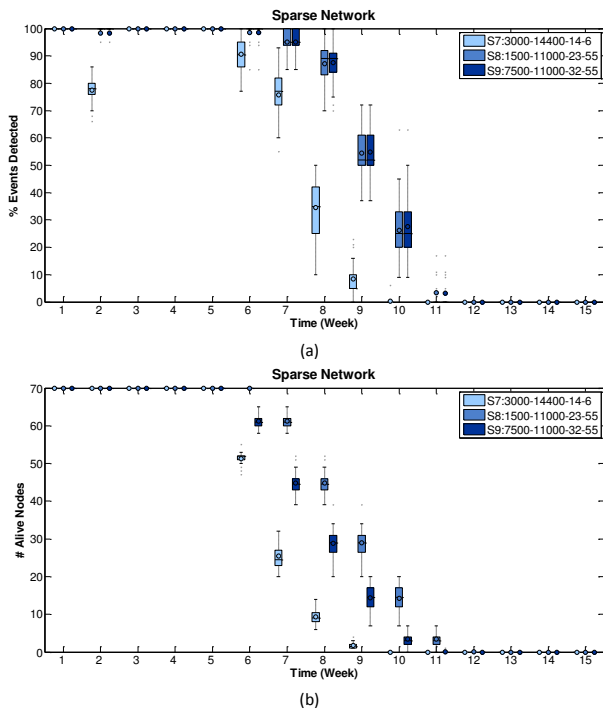 Sparse Network
% Events Detected
100
90
80
70
60
50
40
30
20
10
0
S7:3000-14400-14-6
S8:1500-11000-23-55
S9:7500-11000-32-55
1 2 3 4 5 6 7 8 9 10 11 12 13 14 15
Time (Week)
(a)
Sparse Network
# Alive Nodes
70
60
50
40
30
20
10
0
S7:3000-14400-14-6
S8:1500-11000-23-55
S9:7500-11000-32-55
1 2 3 4 5 6 7 8 9 10 11 12 13 14 15
Time (Week)
(b)